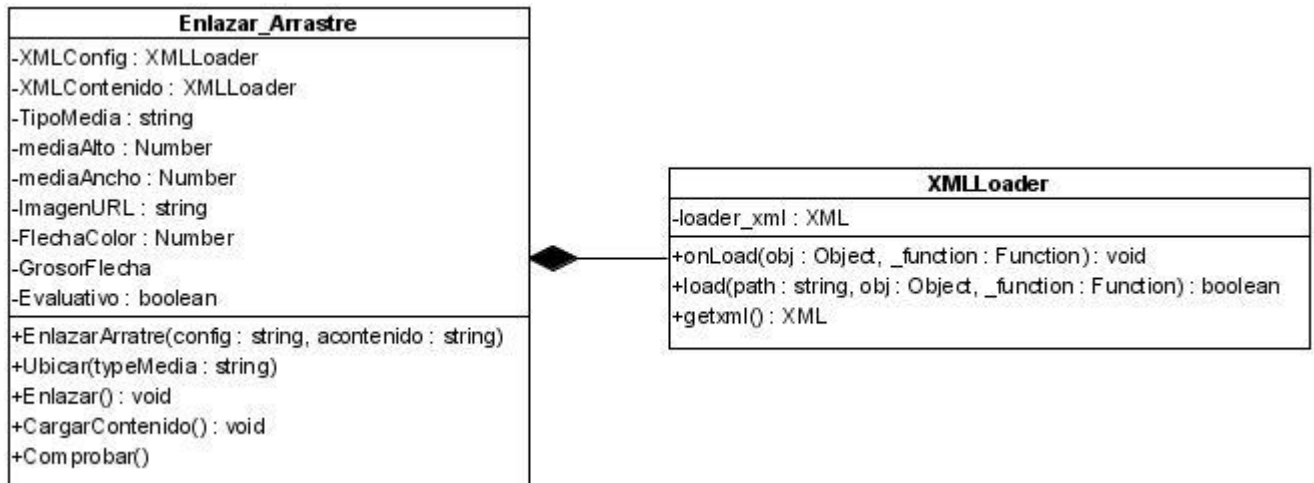 Enlazar_Arrastre
-XMLConfig : XMLLoader
-XMLContenido : XMLLoader
-TipoMedia : string
-mediaAlto : Number
-mediaAncho : Number
-ImagenURL : string
-FlechaColor : Number
-GrosorFlecha
-Evaluativo : boolean
+EnlazarArratre(config : string, acontenido : string)
+Ubicar(typeMedia : string)
+Enlazar() : void
+CargarContenido() : void
+Comprobar()
XMLLoader
-loader_xml : XML
+onLoad(obj : Object, _function : Function) : void
+load(path : string, obj : Object, _function : Function) : boolean
+getxml() : XML